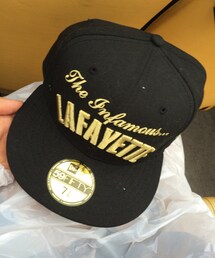 The Infamous...
LAFAYETTE
NEW ERA
59FIFTY
7